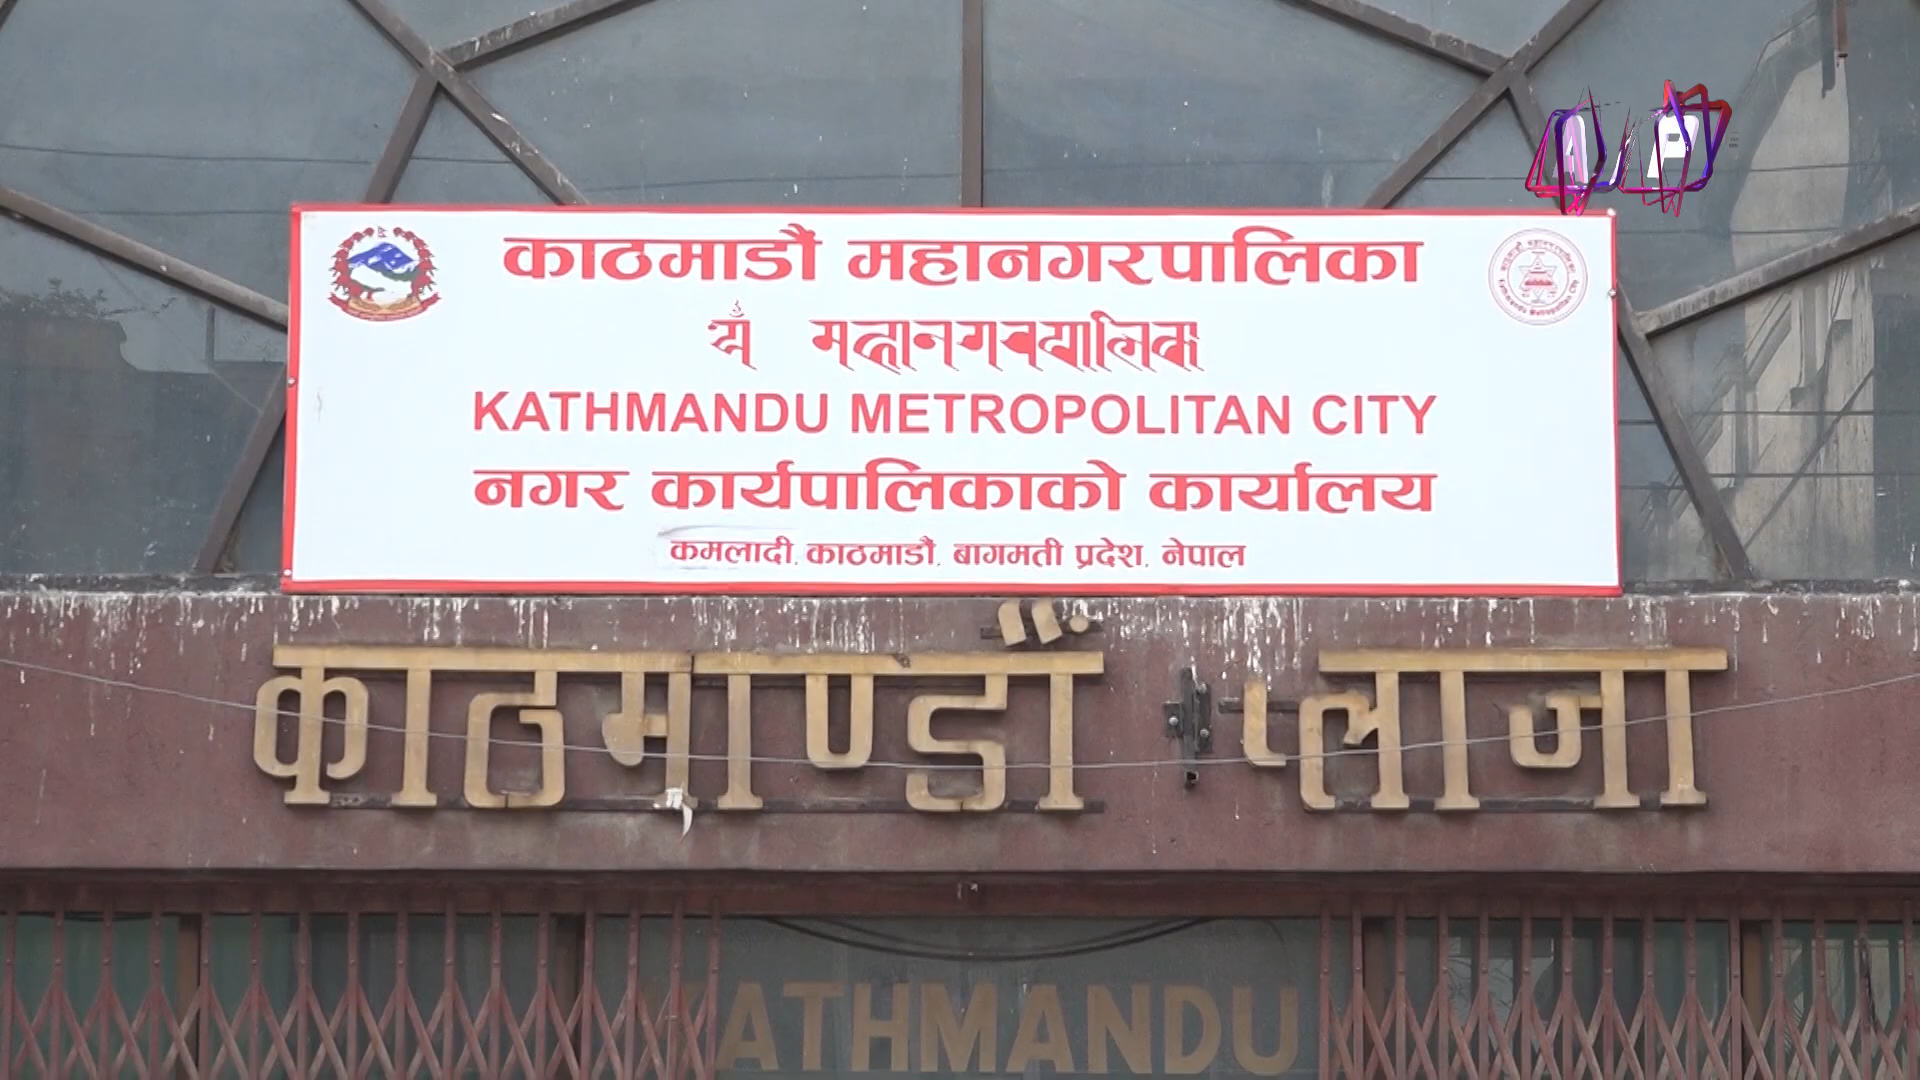 काठमाडौं महानगरपालिका
KATHMANDU METROPOLITAN CITY
नगर कार्यपालिकाको कार्यालय
कमलादी, काठमाडौं, बागमती प्रदेश, नेपाल
काठमाण्डौं प्लाजा
KATHMANDU